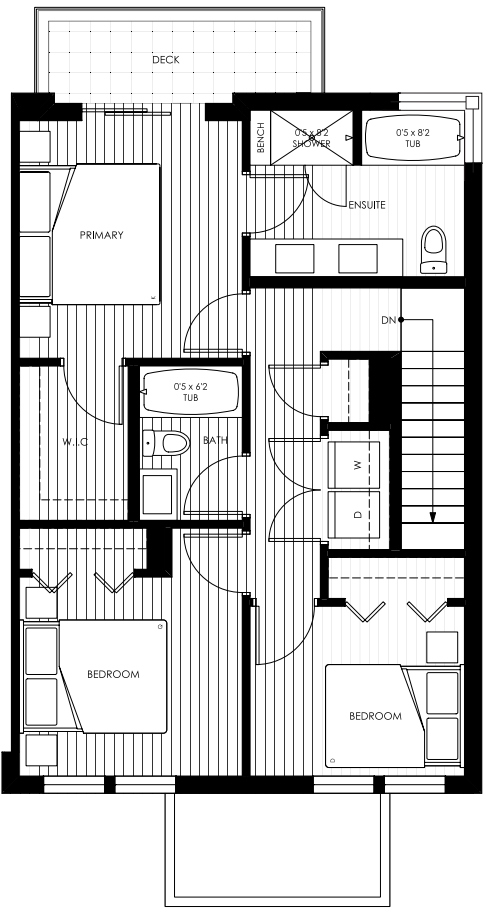 DECK
BENCH
0'5 x 8'2
SHOWER
0'5 x 8'2
TUB
ENSUITE
PRIMARY
DN
0'5 x 6'2
TUB
W..C
BATH
W
D
BEDROOM
BEDROOM